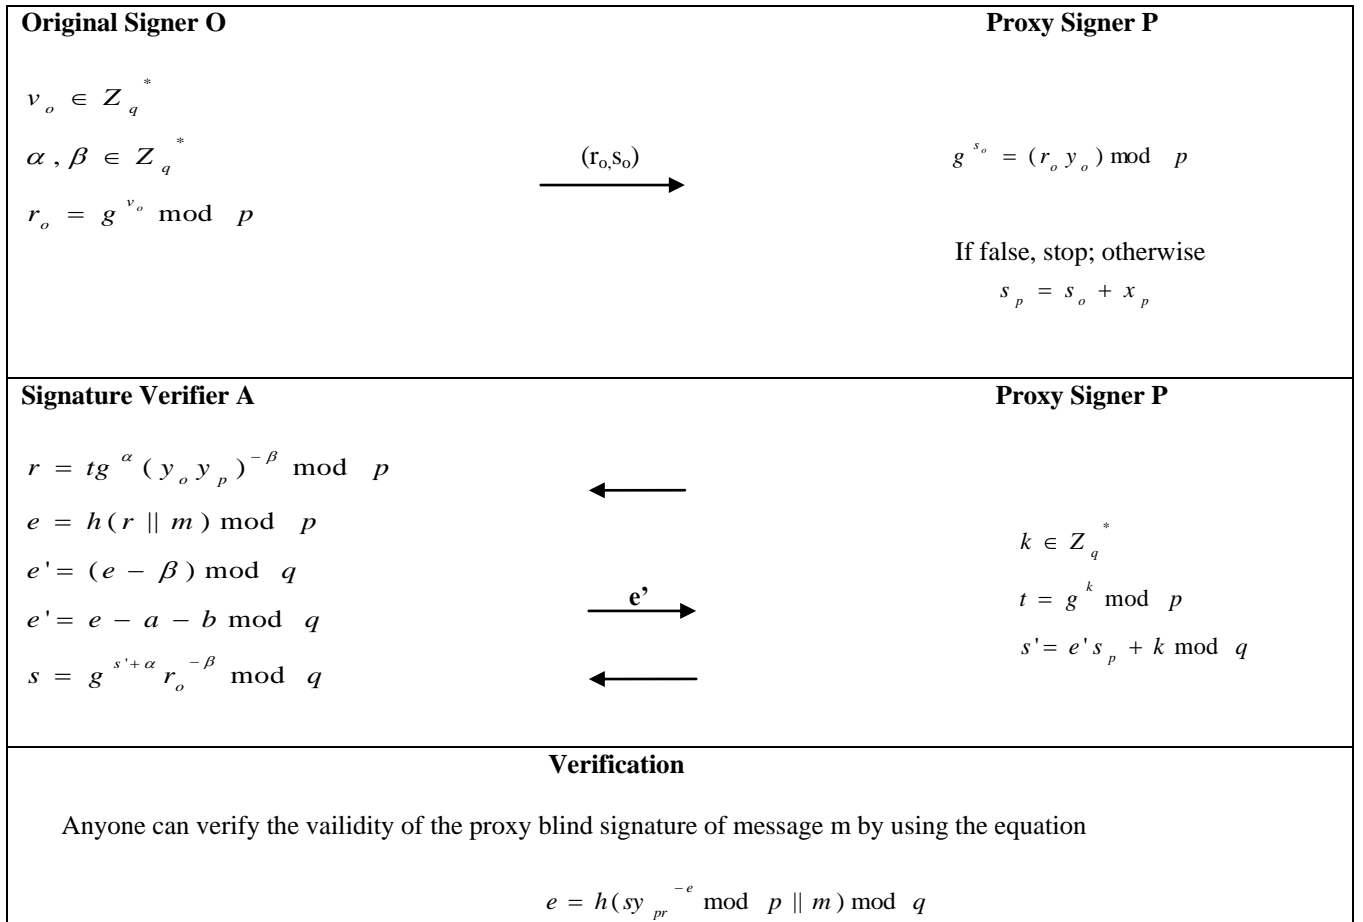 Original Signer O
Proxy Signer P
v_o ∈ Z_q^*
α , β ∈ Z_q^*
r_o = g^{v_o} mod p
(r_o,s_o)
g^{s_o} = (r_o y_o) mod p
If false, stop; otherwise
s_p = s_o + x_p
Signature Verifier A
Proxy Signer P
r = tg^α (y_o y_p)^{-β} mod p
e = h(r || m) mod p
e'= (e − β) mod q
e'= e − a − b mod q
s = g^{s'+α} r_o^{-β} mod q
e’
k ∈ Z_q^*
t = g^k mod p
s'= e's_p + k mod q
Verification
Anyone can verify the vailidity of the proxy blind signature of message m by using the equation
e = h(sy_{pr}^{-e} mod p || m) mod q